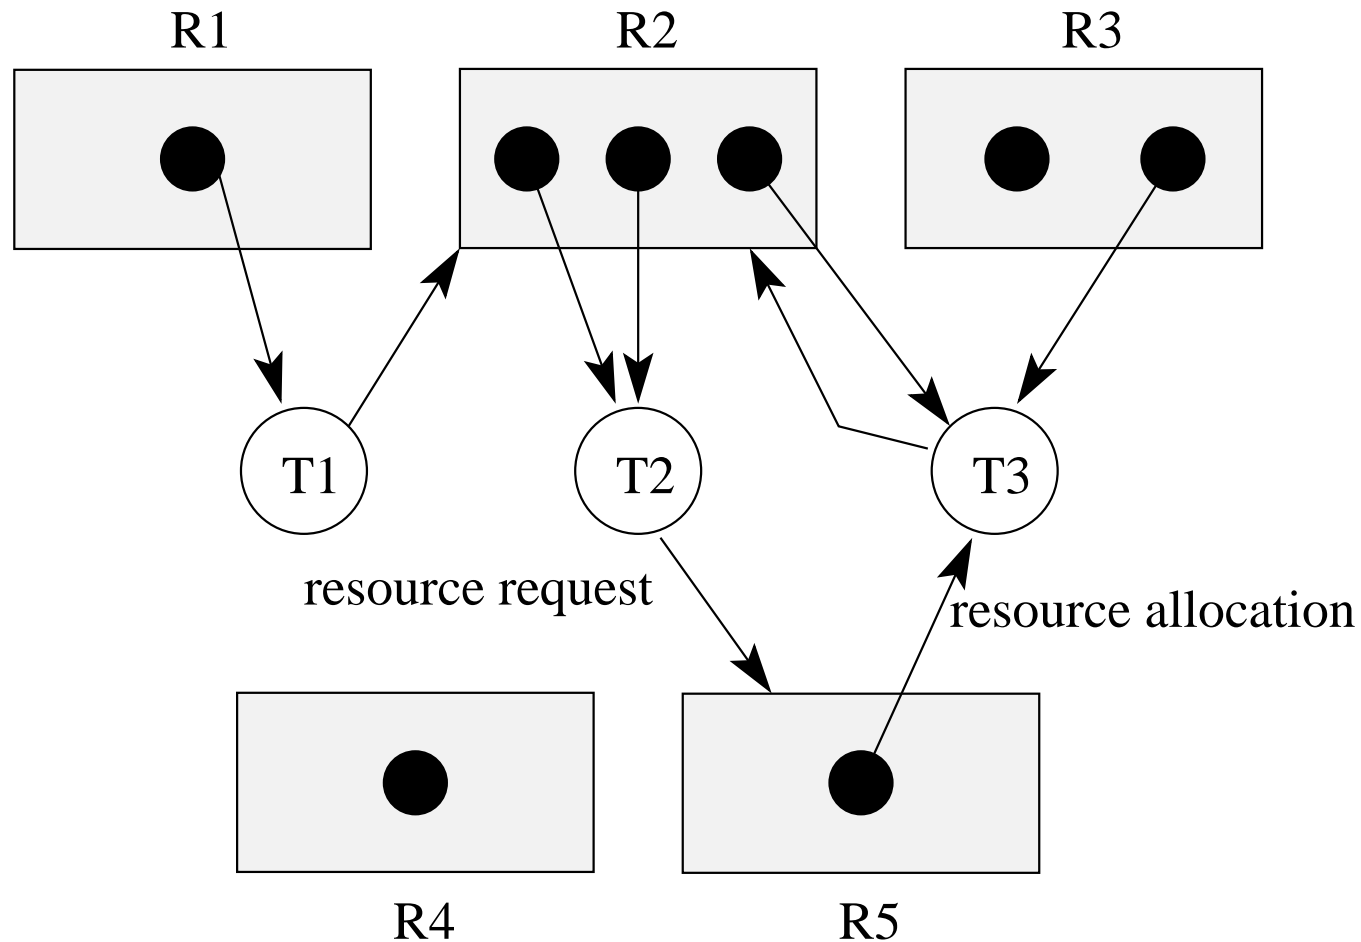 R1
R2
R3
T1
T2
T3
resource request
resource allocation
R4
R5